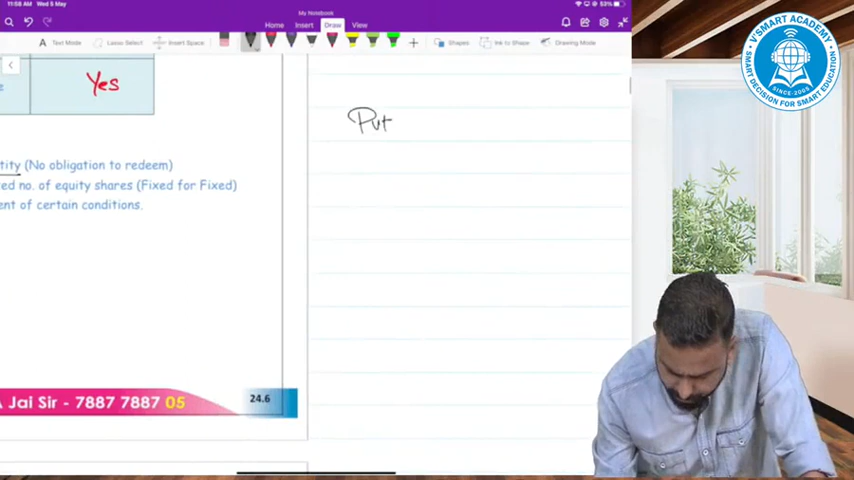 11:58 AM Wed 5 May
My Notebook
53%
Home Insert Draw View
Text Mode Lasso Select Insert Space Shapes Ink to Shape Drawing Mode
Yes
Put
tity (No obligation to redeem)
ed no. of equity shares (Fixed for Fixed)
ent of certain conditions.
A Jai Sir - 7887 7887 05
24.6
V'SMART ACADEMY
SINCE-2005
SMART DECISION FOR SMART EDUCATION